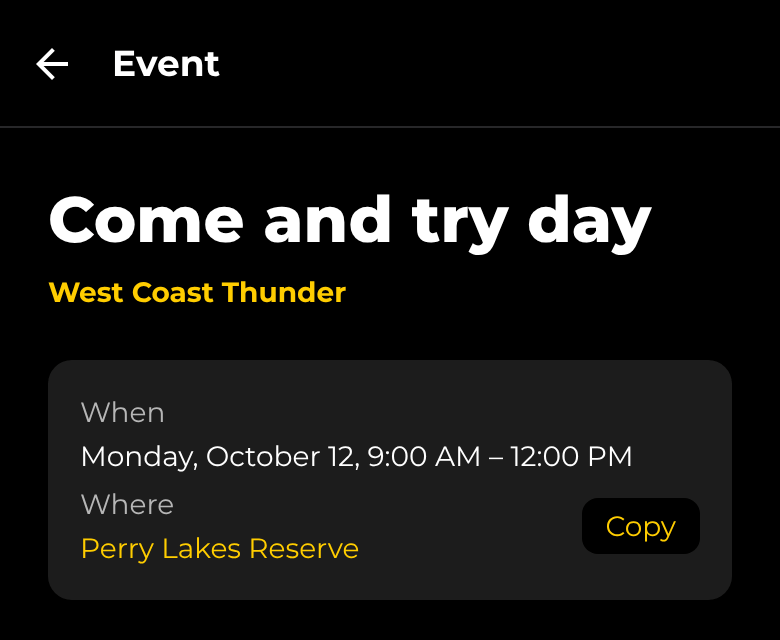 Event
Come and try day
West Coast Thunder
When
Monday, October 12, 9:00 AM – 12:00 PM
Where
Perry Lakes Reserve
Copy